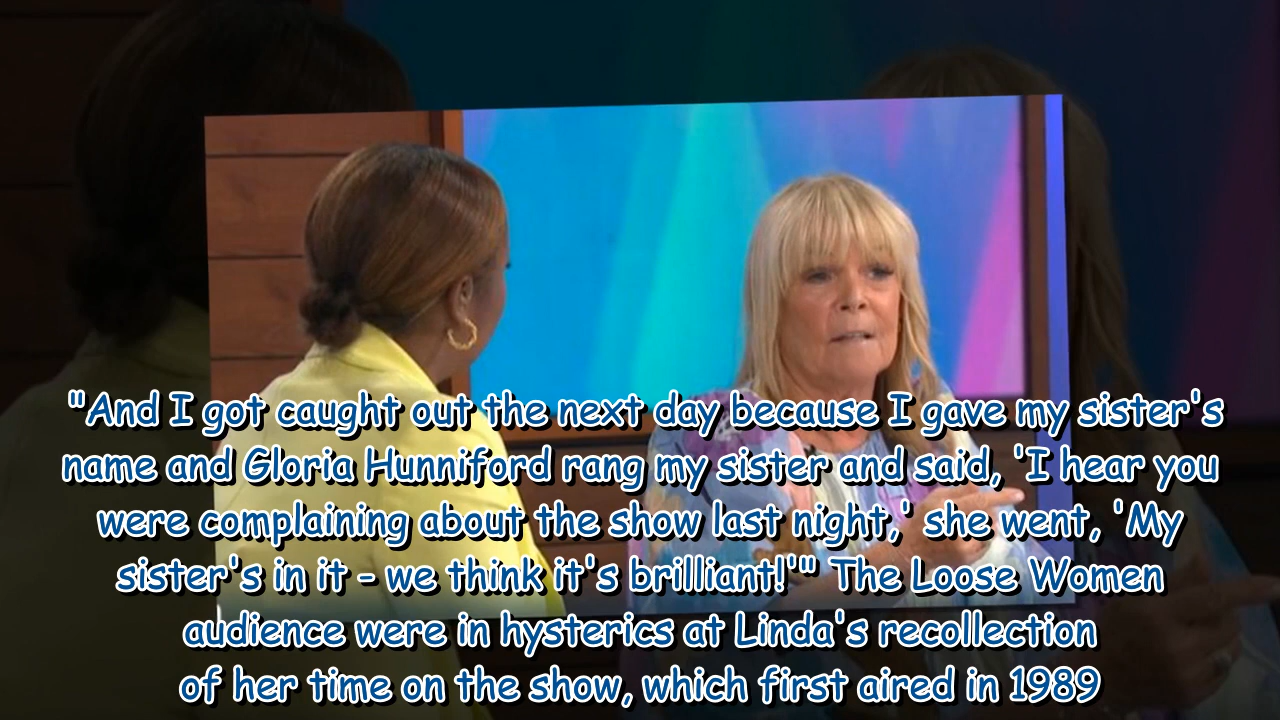 "And I got caught out the next day because I gave my sister's
name and Gloria Hunniford rang my sister and said, 'I hear you
were complaining about the show last night,' she went, 'My
sister's in it - we think it's brilliant!'" The Loose Women
audience were in hysterics at Linda's recollection
of her time on the show, which first aired in 1989